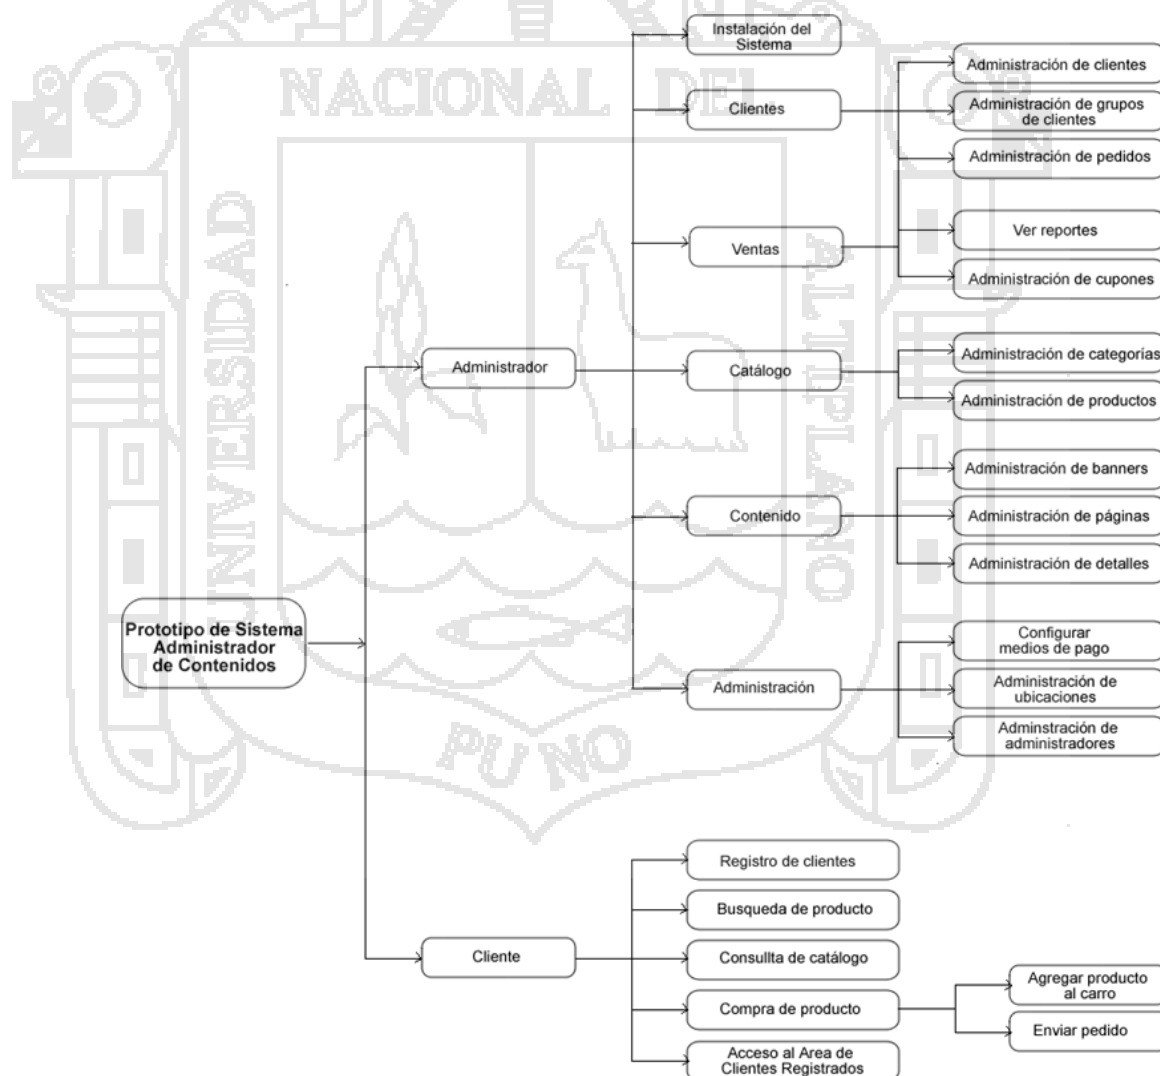 NACIONAL DEL
UNIVERSIDAD
ALTIPLANO
PUNO
Prototipo de Sistema
Administrador
de Contenidos
Administrador
Instalación del
Sistema
Clientes
Administración de clientes
Administración de grupos
de clientes
Administración de pedidos
Ventas
Ver reportes
Administración de cupones
Catálogo
Administración de categorías
Administración de productos
Contenido
Administración de banners
Administración de páginas
Administración de detalles
Administración
Configurar
medios de pago
Administración de
ubicaciones
Adminstración de
administradores
Cliente
Registro de clientes
Busqueda de producto
Consullta de catálogo
Compra de producto
Agregar producto
al carro
Enviar pedido
Acceso al Area de
Clientes Registrados